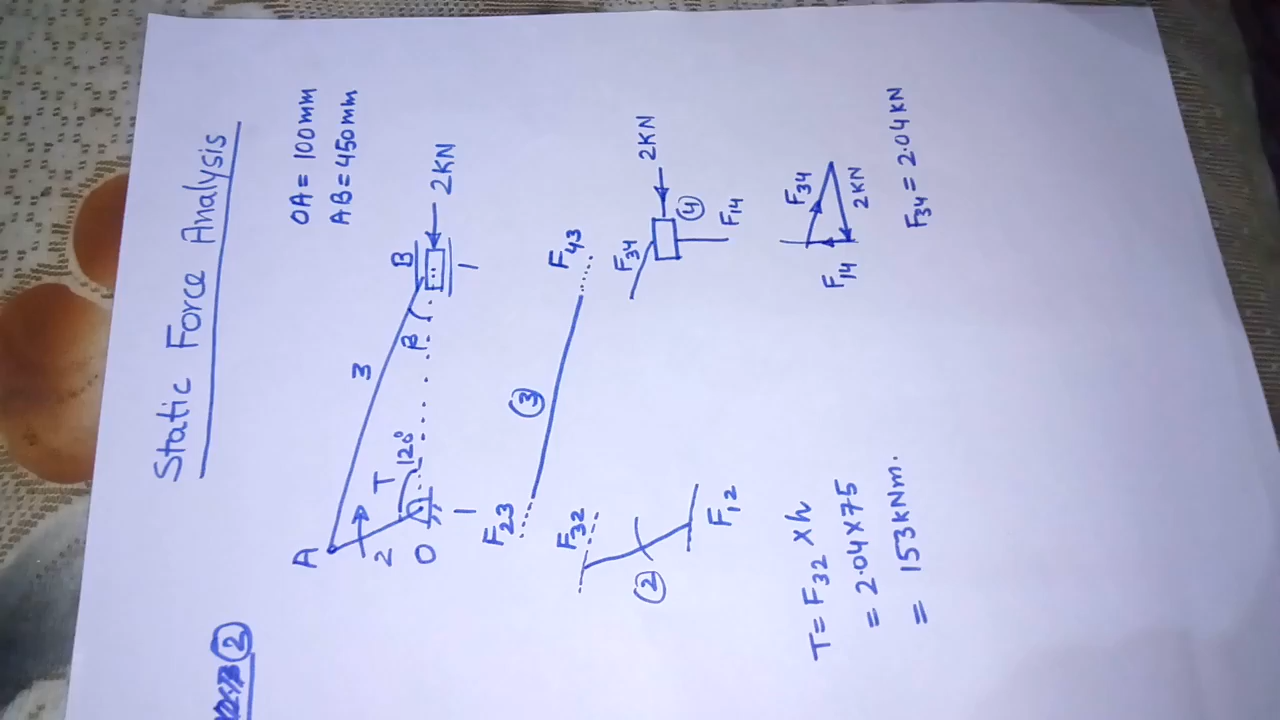 ②
Static Force Analysis
OA = 100mm
AB = 450mm
A
3
B
2
T
120°
β
2KN
O
1
1
F23
③
F43
F32
②
F12
F34
2KN
④
F14
T = F32 x h
= 2.04 x 75
= 153 kNm.
F34
F14
2KN
F34 = 2.04 KN